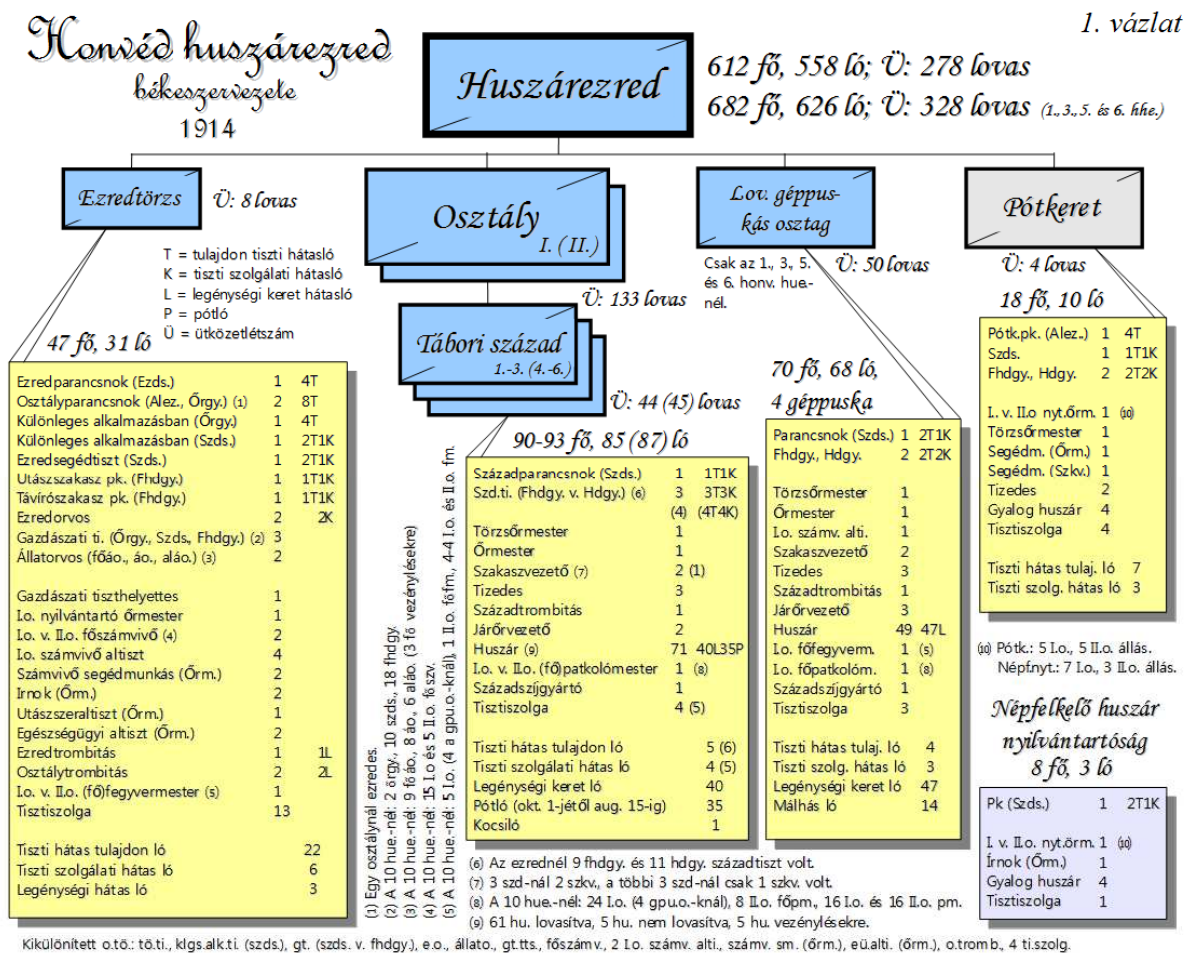 Honvéd huszárezred
békeszervezete
1914
1. vázlat
Huszárezred
612 fő, 558 ló; Ü: 278 lovas
682 fő, 626 ló; Ü: 328 lovas (1.,3.,5. és 6. hhe.)
Ezredtörzs
Ü: 8 lovas
T = tulajdon tiszti hátasló
K = tiszti szolgálati hátasló
L = legénységi keret hátasló
P = pótló
Ü = ütközetlétszám
47 fő, 31 ló
Ezredparancsnok (Ezds.) 1 4T
Osztályparancsnok (Alez., Őrgy.) (1) 2 8T
Különleges alkalmazásban (Őrgy.) 1 4T
Különleges alkalmazásban (Szds.) 1 2T1K
Ezredsegédtiszt (Szds.) 1 2T1K
Utászszakasz pk. (Fhdgy.) 1 1T1K
Távírószakasz pk. (Fhdgy.) 1 1T1K
Ezredorvos 2 2K
Gazdászati ti. (Őrgy., Szds., Fhdgy.) (2) 3
Állatorvos (főáo., áo., aláo.) (3) 2
Gazdászati tiszthelyettes 1
I.o. nyilvántartó őrmester 1
I.o. v. II.o. főszámvivő (4) 2
I.o. számvivő altiszt 4
Számvivő segédmunkás (Őrm.) 2
Irnok (Őrm.) 2
Utászszeraltiszt (Őrm.) 1
Egészségügyi altiszt (Őrm.) 2
Ezredtrombitás 1 1L
Osztálytrombitás 2 2L
I.o. v. II.o. (fő)fegyvermester (5) 1
Tisztiszolga 13
Tiszti hátas tulajdon ló 22
Tiszti szolgálati hátas ló 6
Legénységi hátas ló 3
(1) Egy osztálynál ezredes.
(2) A 10 hue.-nél: 2 őrgy., 10 szds., 18 fhdgy.
(3) A 10 hue.-nél: 9 főáo., 8 áo., 6 aláo. (3 fő vezénylésekre)
(4) A 10 hue.-nél: 15 I.o és 5 II.o. fő szv.
(5) A 10 hue.-nél: 5 I.o. (4 a gpu.o.-knál), 1 II.o. főfm., 4-4 I.o. és II.o. fm.
Osztály
I. (II.)
Ü: 133 lovas
Tábori század
1.-3. (4.-6.)
Ü: 44 (45) lovas
90-93 fő, 85 (87) ló
Századparancsnok (Szds.) 1 1T1K
Szd.ti. (Fhdgy. v. Hdgy.) (6) 3 3T3K
(4) (4T4K)
Törzsőrmester 1
Őrmester 1
Szakaszvezető (7) 2 (1)
Tizedes 3
Századtrombitás 1
Járőrvezető 2
Huszár (9) 71 40L35P
I.o. v. II.o. (fő)patkolómester 1 (8)
Századszíjgyártó 1
Tisztiszolga 4 (5)
Tiszti hátas tulajdon ló 5 (6)
Tiszti szolgálati hátas ló 4 (5)
Legénységi keret ló 40
Pótló (okt. 1-jétől aug. 15-ig) 35
Kocsiló 1
(6) Az ezrednél 9 fhdgy. és 11 hdgy. századtiszt volt.
(7) 3 szd-nál 2 szkv., a többi 3 szd-nál csak 1 szkv. volt.
(8) A 10 hue.-nél: 24 I.o. (4 gpu.o.-knál), 8 II.o. főpm., 16 I.o. és 16 II.o. pm.
(9) 61 hu. lovasítva, 5 hu. nem lovasítva, 5 hu. vezénylésekre.
Lov. géppus-
kás osztag
Csak az 1., 3., 5.
és 6. honv. hue.-
nél.
Ü: 50 lovas
70 fő, 68 ló,
4 géppuska
Parancsnok (Szds.) 1 2T1K
Fhdgy., Hdgy. 2 2T2K
Törzsőrmester 1
Őrmester 1
I.o. számv. alti. 1
Szakaszvezető 2
Tizedes 3
Századtrombitás 1
Járőrvezető 3
Huszár 49 47L
I.o. főfegyverm. 1 (5)
I.o. főpatkolóm. 1 (8)
Századszíjgyártó 1
Tisztiszolga 3
Tiszti hátas tulaj. ló 4
Tiszti szolg. hátas ló 3
Legénységi keret ló 47
Málhás ló 14
Pótkeret
Ü: 4 lovas
18 fő, 10 ló
Pótk.pk. (Alez..) 1 4T
Szds. 1 1T1K
Fhdgy., Hdgy. 2 2T2K
I. v. II.o nyt.őrm. 1 (10)
Törzsőrmester 1
Segédm. (Őrm.) 1
Segédm. (Szkv.) 1
Tizedes 2
Gyalog huszár 4
Tisztiszolga 4
Tiszti hátas tulaj. ló 7
Tiszti szolg. hátas ló 3
(10) Pótk.: 5 I.o., 5 II.o. állás.
Népf.nyt.: 7 I.o., 3 II.o. állás.
Népfelkelő huszár
nyilvántartóság
8 fő, 3 ló
Pk (Szds.) 1 2T1K
I. v. II.o. nyt.örm. 1 (10)
Írnok (Őrm.) 1
Gyalog huszár 4
Tisztiszolga 1
Kikülönített o.tö.: tö.ti., klgs.alk.ti. (szds.), gt. (szds. v. fhdgy.), e.o., állato., gt.tts., főszámv., 2 I.o. számv. alti., számv. sm. (őrm.), eü.alti. (őrm.), o.tromb., 4 ti.szolg.